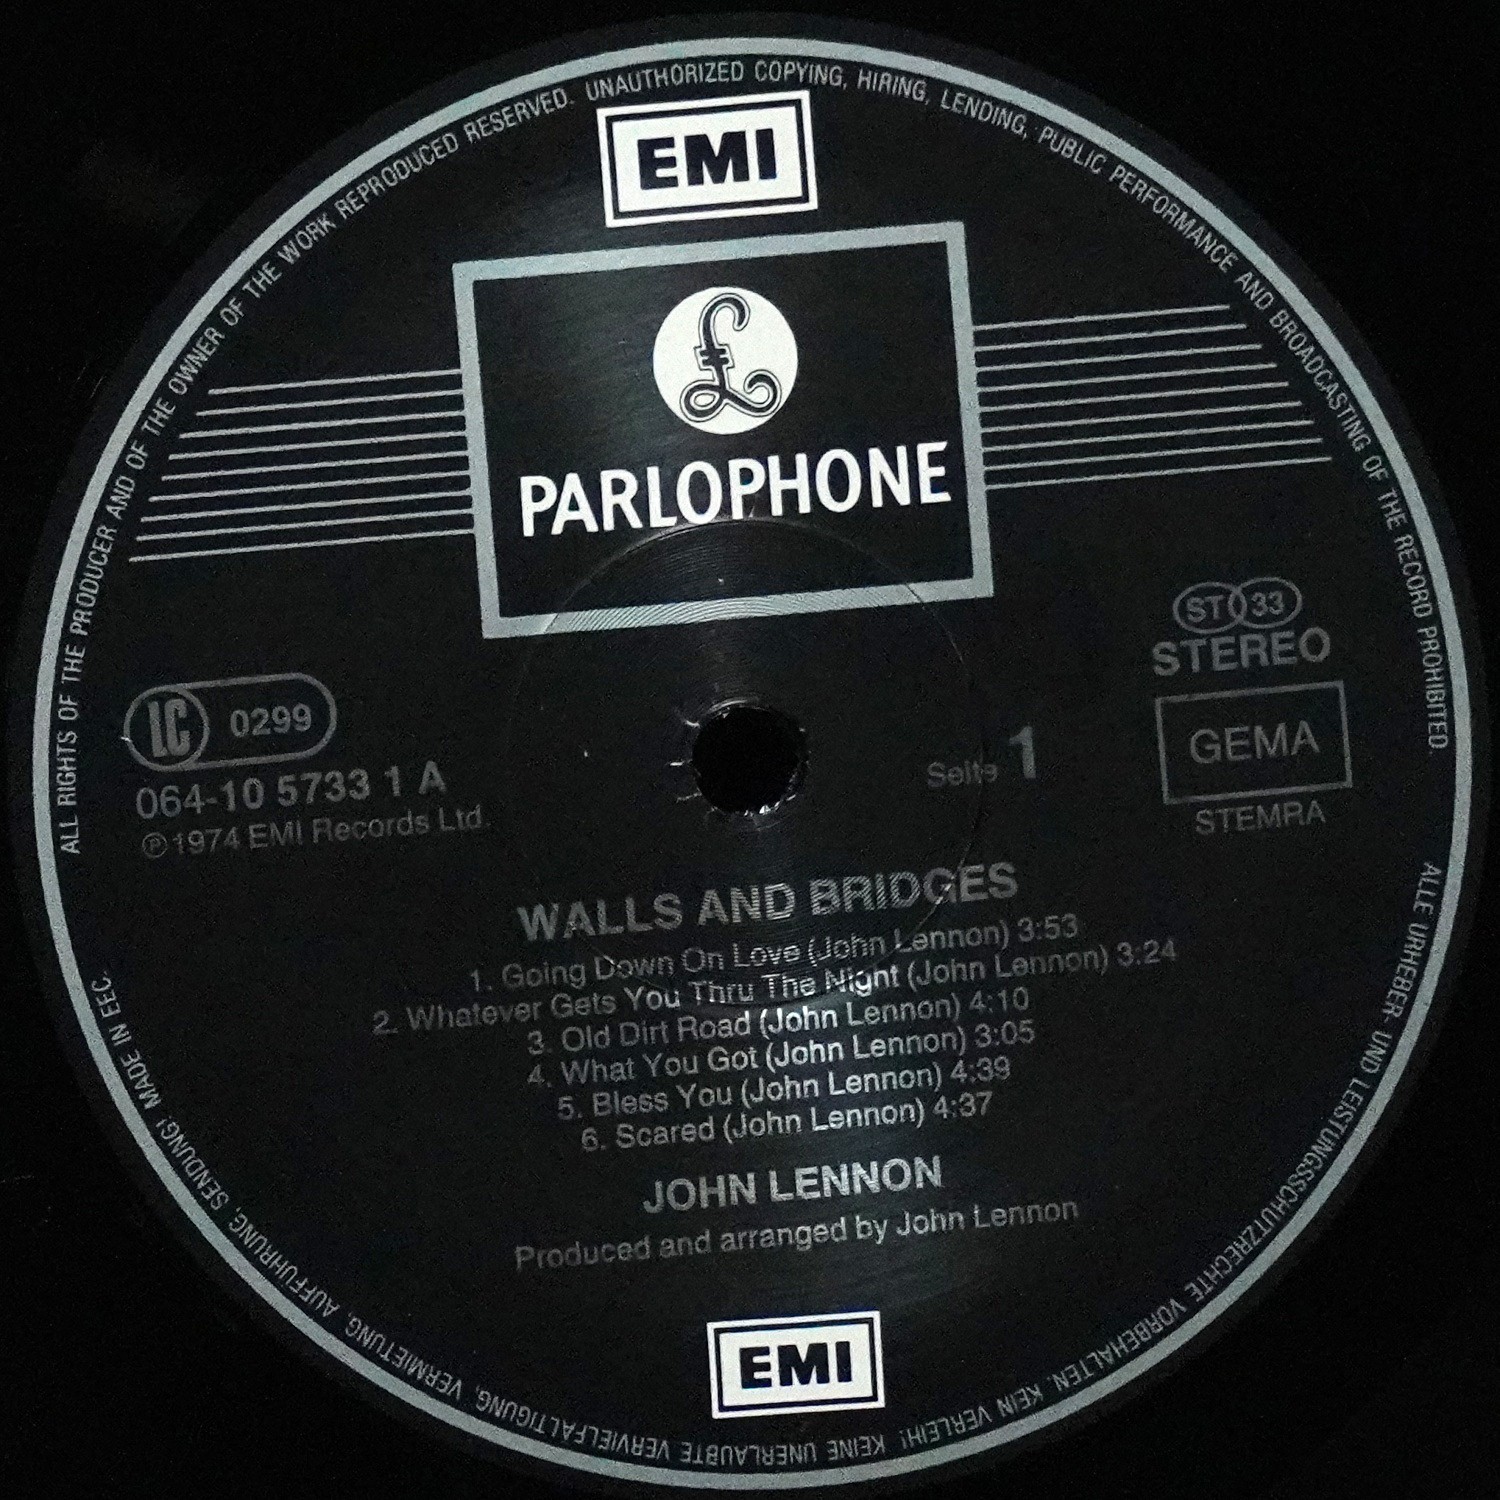 ALL RIGHTS OF THE PRODUCER AND OF THE OWNER OF THE WORK REPRODUCED RESERVED. UNAUTHORIZED COPYING, HIRING, LENDING, PUBLIC PERFORMANCE AND BROADCASTING OF THE RECORD PROHIBITED.
EMI
£
PARLOPHONE
ST 33
STEREO
LC 0299
GEMA
064-10 5733 1 A
Seite 1
℗1974 EMI Records Ltd.
STEMRA
WALLS AND BRIDGES
1. Going Down On Love (John Lennon) 3:53
2. Whatever Gets You Thru The Night (John Lennon) 3:24
3. Old Dirt Road (John Lennon) 4:10
4. What You Got (John Lennon) 3:05
5. Bless You (John Lennon) 4:39
6. Scared (John Lennon) 4:37
JOHN LENNON
Produced and arranged by John Lennon
EMI
ALLE URHEBER- UND LEISTUNGSSCHUTZRECHTE VORBEHALTEN. KEIN VERLEIH! KEINE UNERLAUBTE VERVIELFÄLTIGUNG, VERMIETUNG, AUFFÜHRUNG, SENDUNG! MADE IN EEC.